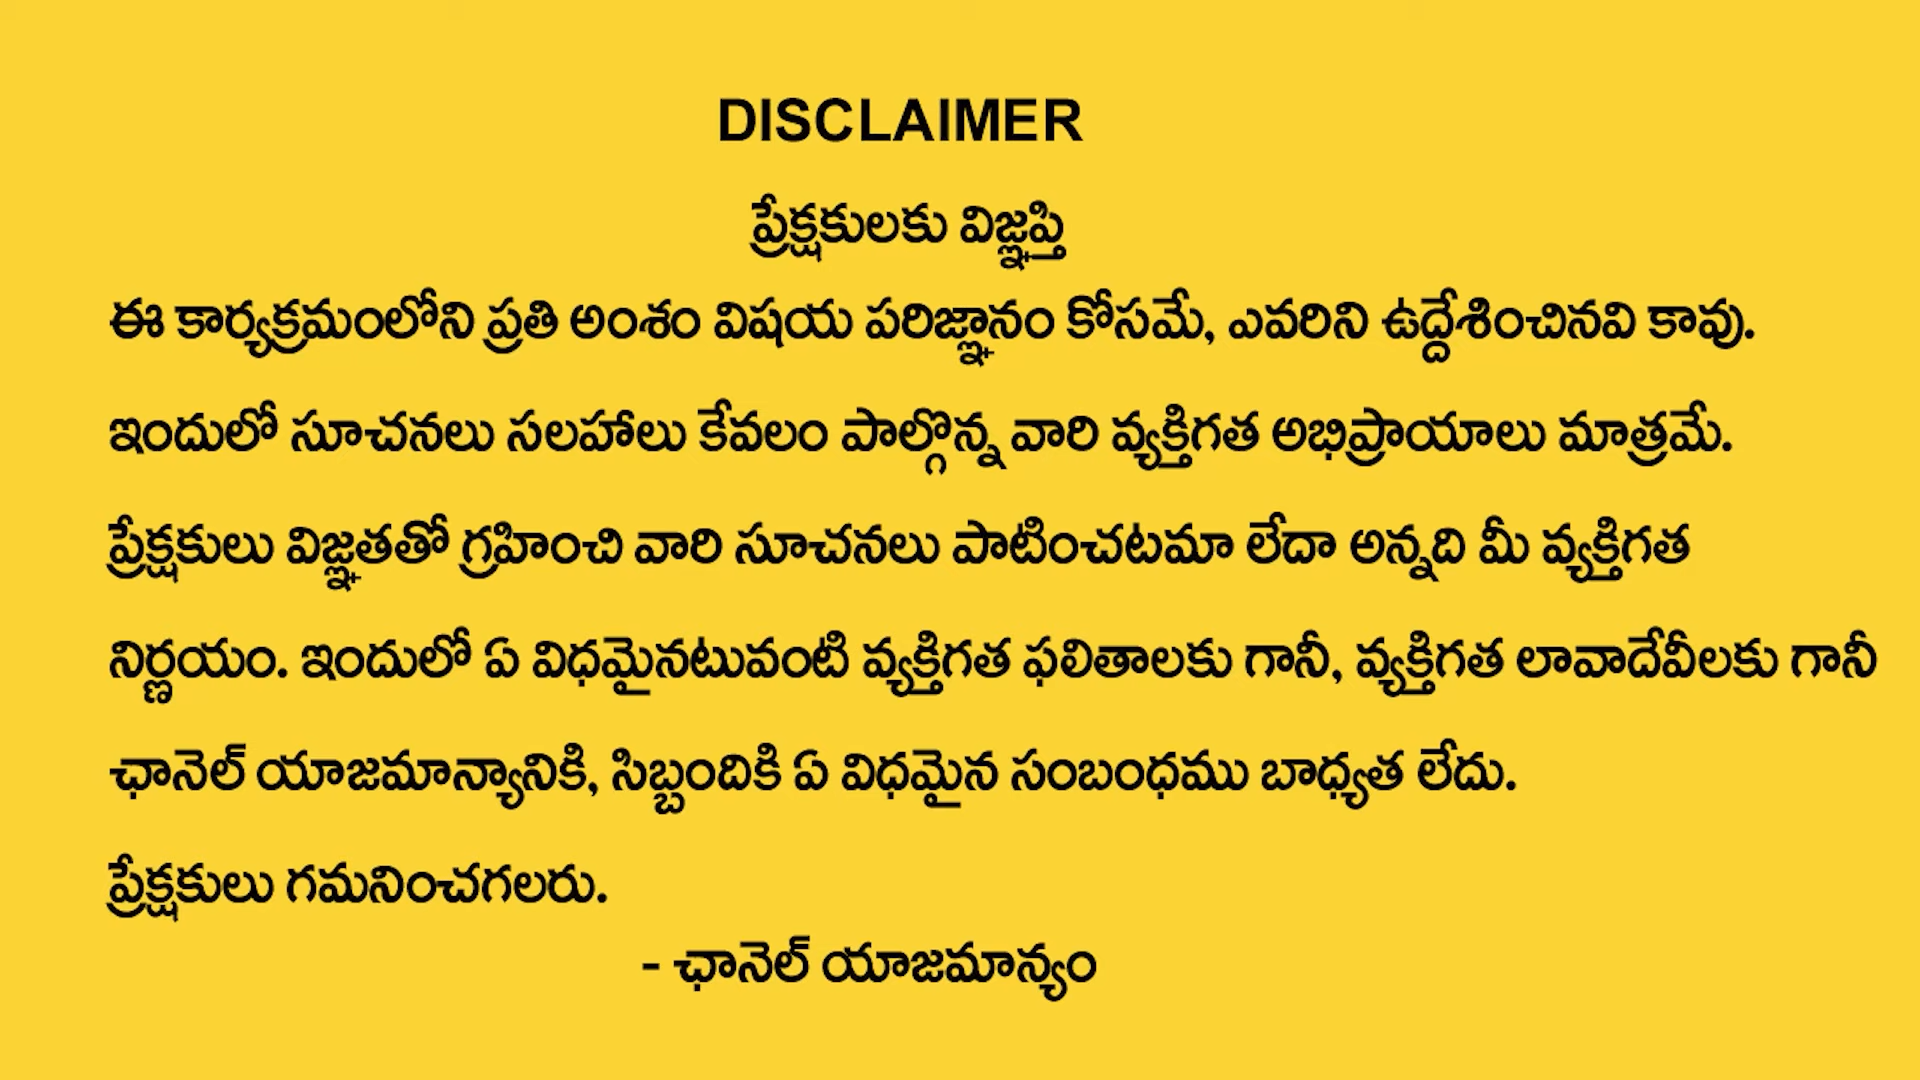 DISCLAIMER
ప్రేక్షకులకు విజ్ఞప్తి
ఈ కార్యక్రమంలోని ప్రతి అంశం విషయ పరిజ్ఞానం కోసమే, ఎవరిని ఉద్దేశించినవి కావు.
ఇందులో సూచనలు సలహాలు కేవలం పాల్గొన్న వారి వ్యక్తిగత అభిప్రాయాలు మాత్రమే.
ప్రేక్షకులు విజ్ఞతతో గ్రహించి వారి సూచనలు పాటించటమా లేదా అన్నది మీ వ్యక్తిగత
నిర్ణయం. ఇందులో ఏ విధమైనటువంటి వ్యక్తిగత ఫలితాలకు గానీ, వ్యక్తిగత లావాదేవీలకు గానీ
ఛానెల్ యాజమాన్యానికి, సిబ్బందికి ఏ విధమైన సంబంధము బాధ్యత లేదు.
ప్రేక్షకులు గమనించగలరు.
- ఛానెల్ యాజమాన్యం